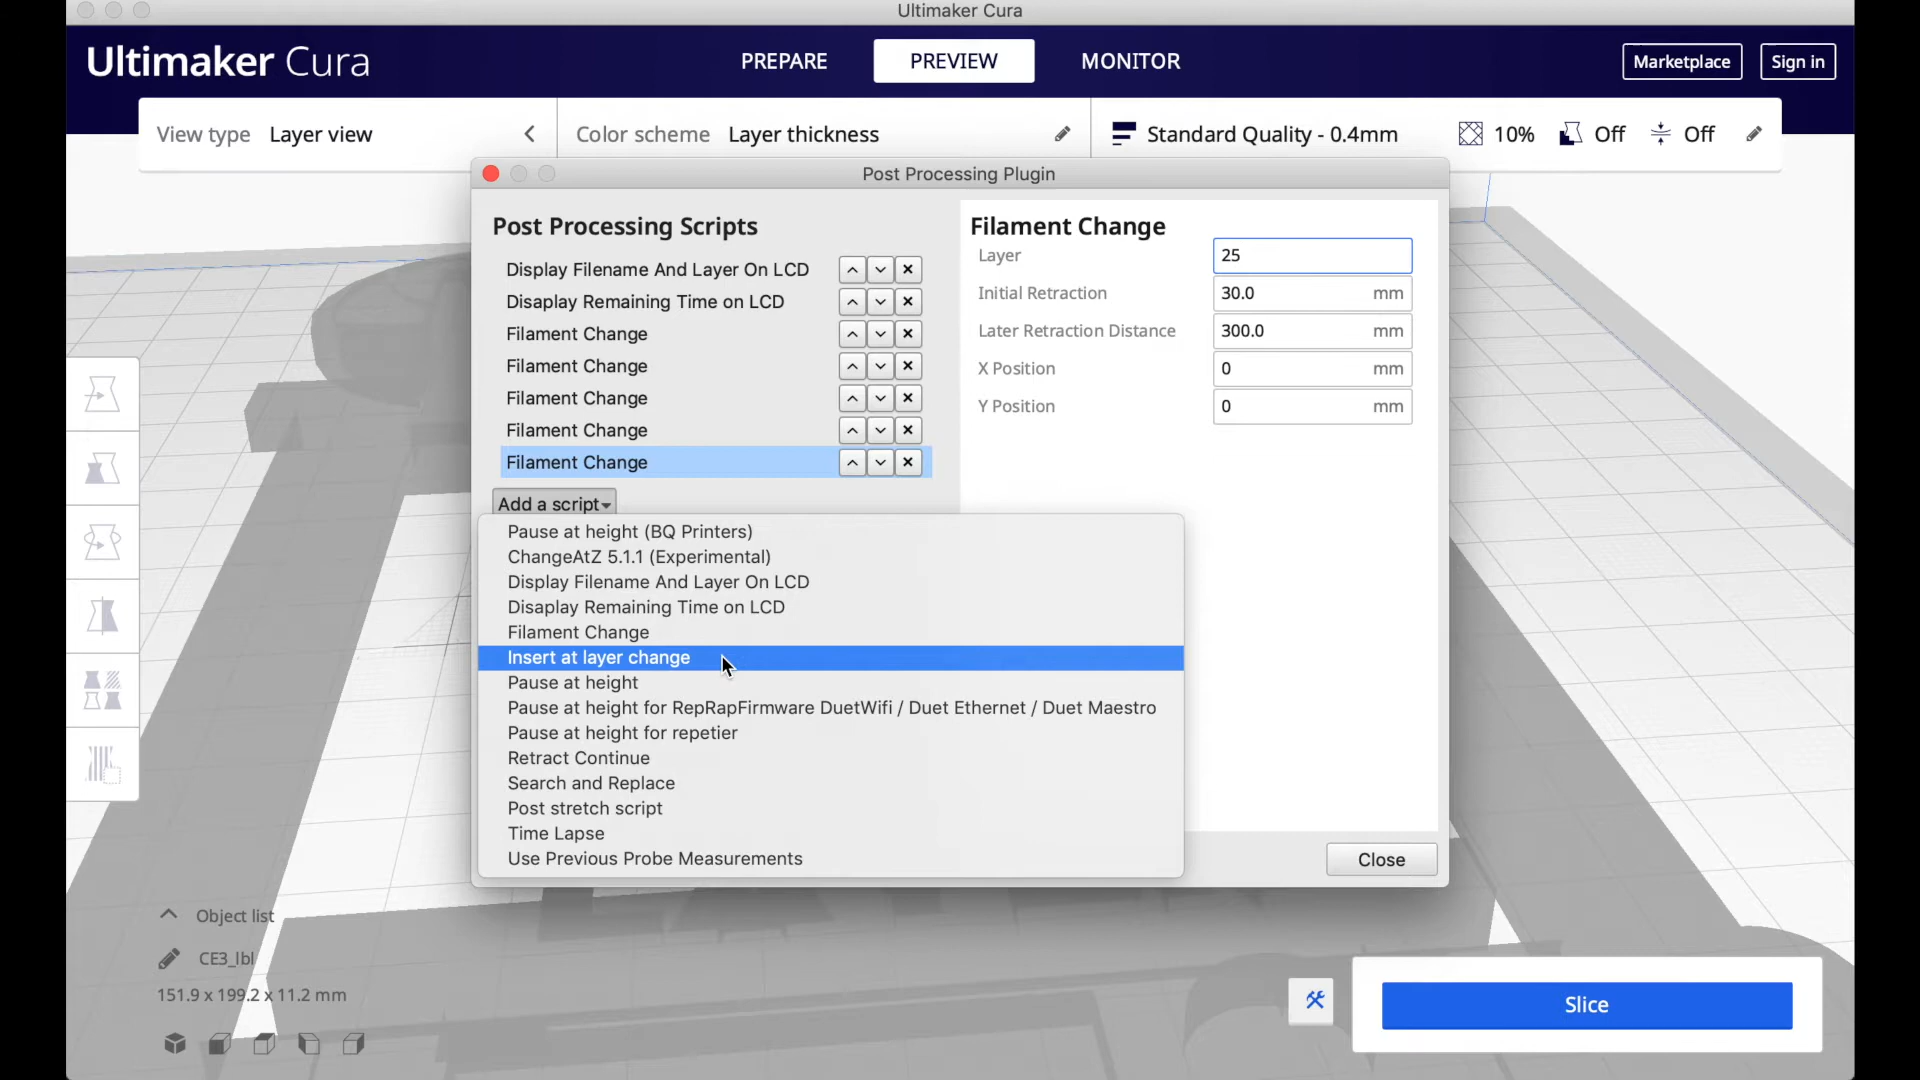 Ultimaker Cura
Ultimaker Cura
PREPARE
PREVIEW
MONITOR
Marketplace
Sign in
View type Layer view
Color scheme Layer thickness
Standard Quality - 0.4mm
10%
Off
Off
Post Processing Plugin
Post Processing Scripts
Display Filename And Layer On LCD
Disaplay Remaining Time on LCD
Filament Change
Filament Change
Filament Change
Filament Change
Filament Change
Add a script
Filament Change
Layer 25
Initial Retraction 30.0 mm
Later Retraction Distance 300.0 mm
X Position 0 mm
Y Position 0 mm
Pause at height (BQ Printers)
ChangeAtZ 5.1.1 (Experimental)
Display Filename And Layer On LCD
Disaplay Remaining Time on LCD
Filament Change
Insert at layer change
Pause at height
Pause at height for RepRapFirmware DuetWifi / Duet Ethernet / Duet Maestro
Pause at height for repetier
Retract Continue
Search and Replace
Post stretch script
Time Lapse
Use Previous Probe Measurements
Close
Object list
CE3_lbl
151.9 x 199.2 x 11.2 mm
Slice